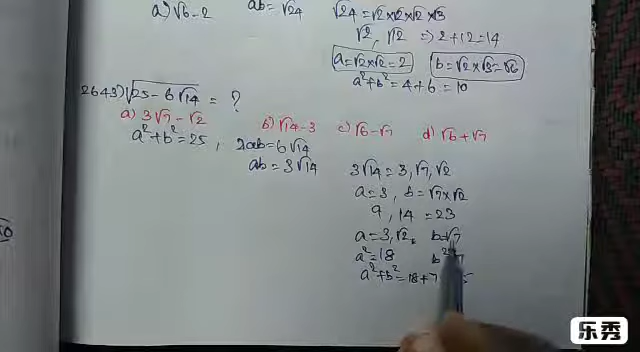 a) √6-2
ab = √24
√24 = √2×√2×√2×√3
√2, √12 => 2+12=14
a=√2×√2=2
b=√2×√3=√6
a²+b²=4+6=10
2643) √25-6√14 = ?
a) 3√7-√2
b) √14-3
c) √6-√7
d) √6+√7
a²+b²=25, 2ab=6√14
ab=3√14
3√14=3,√7,√2
a=3, b=√7×√2
9, 14 = 23
a=3,√2, b=√7
a²=18
a²+b²=18+7
乐秀